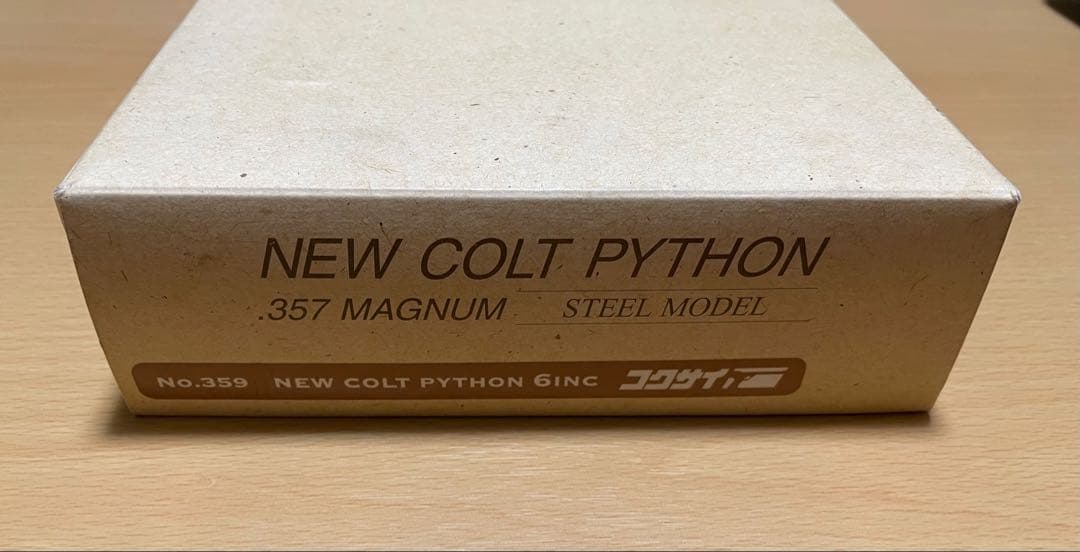 NEW COLT PYTHON
.357 MAGNUM STEEL MODEL
No.359 NEW COLT PYTHON 6INC コクサイ